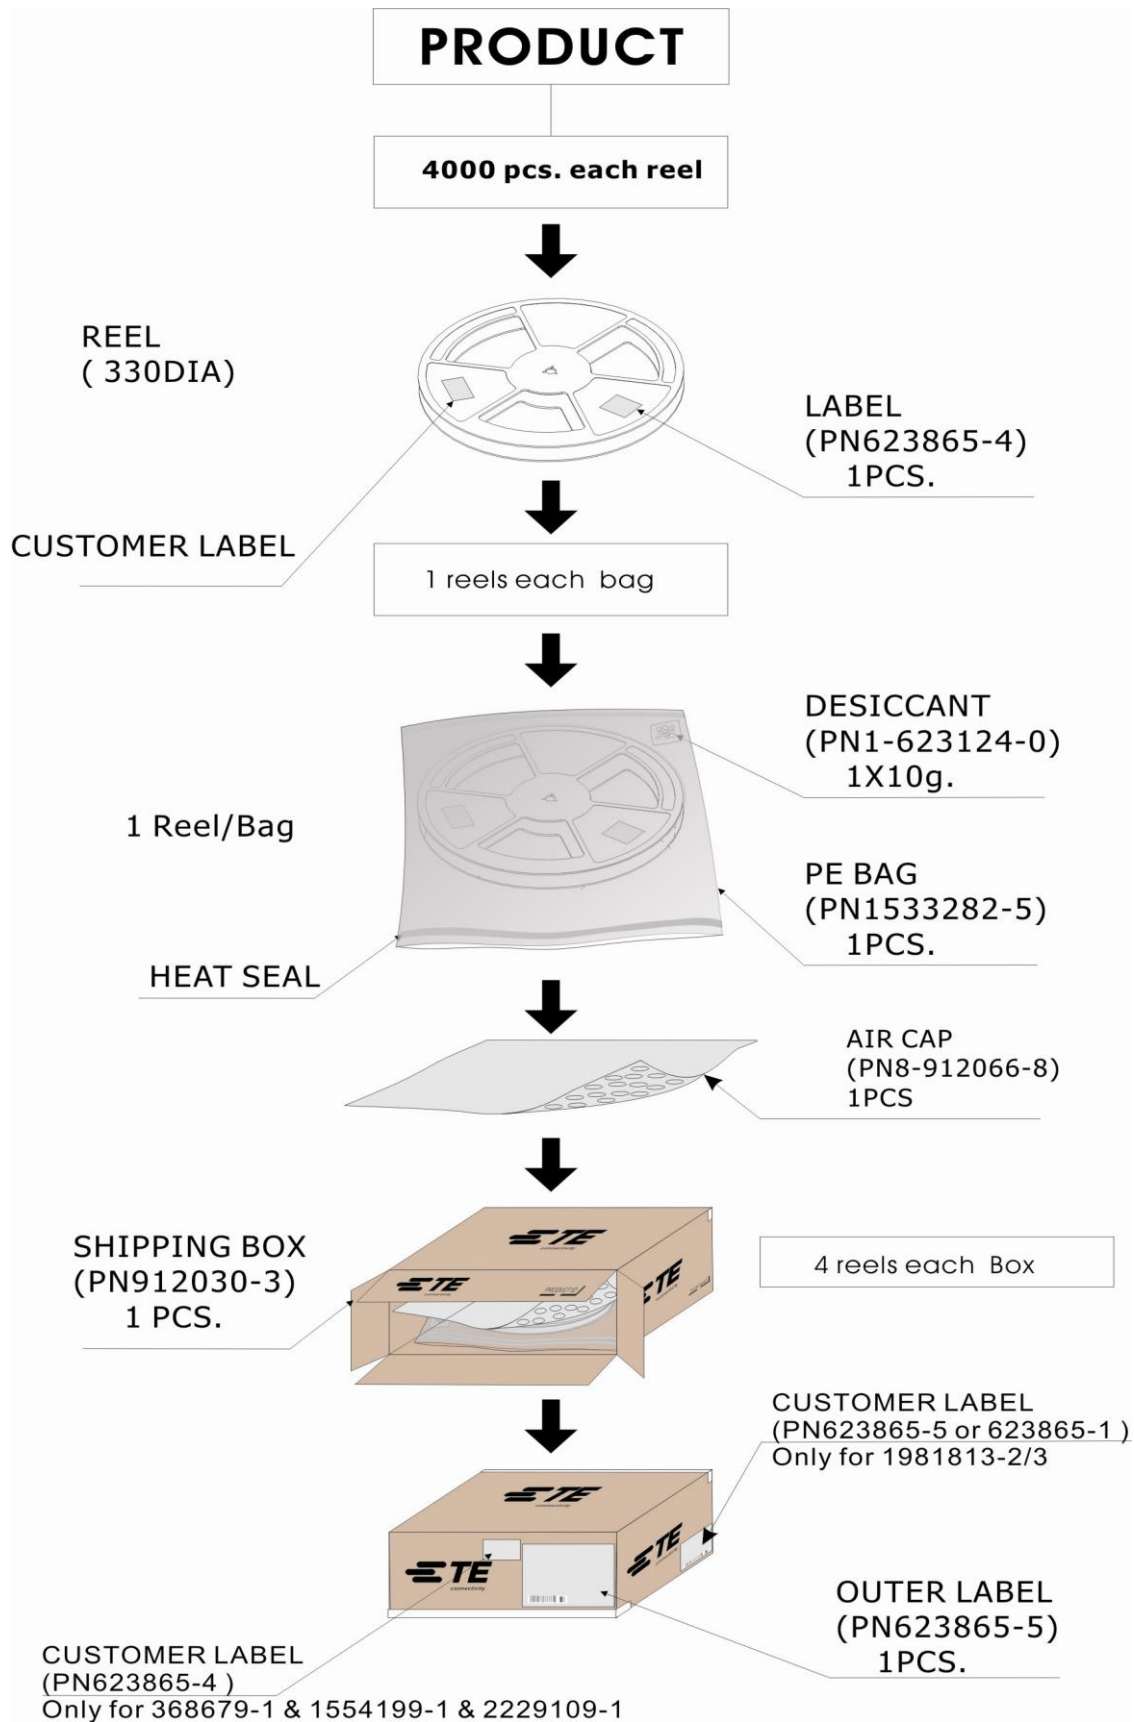 PRODUCT
4000 pcs. each reel
REEL
( 330DIA)
LABEL
(PN623865-4)
1PCS.
CUSTOMER LABEL
1 reels each bag
DESICCANT
(PN1-623124-0)
1X10g.
1 Reel/Bag
PE BAG
(PN1533282-5)
1PCS.
HEAT SEAL
AIR CAP
(PN8-912066-8)
1PCS
TE
connectivity
SHIPPING BOX
(PN912030-3)
1 PCS.
TE
TE
4 reels each Box
CUSTOMER LABEL
(PN623865-5 or 623865-1 )
Only for 1981813-2/3
TE
connectivity
TE
connectivity
TE
connectivity
OUTER LABEL
(PN623865-5)
1PCS.
CUSTOMER LABEL
(PN623865-4 )
Only for 368679-1 & 1554199-1 & 2229109-1